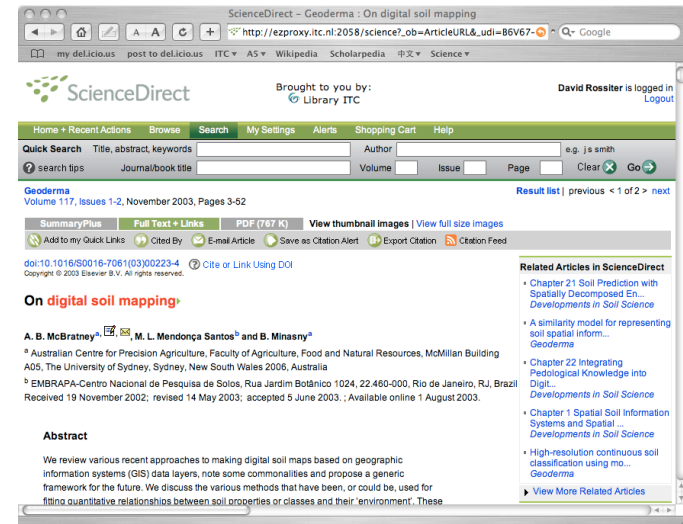 ScienceDirect - Geoderma : On digital soil mapping
A A C + http://ezproxy.itc.nl:2058/science?_ob=ArticleURL&_udi=B6V67- Q Google
my del.icio.us post to del.icio.us ITC AS Wikipedia Scholarpedia 中文 Science
ScienceDirect
Brought to you by:
Library ITC
David Rossiter is logged in
Logout
Home + Recent Actions Browse Search My Settings Alerts Shopping Cart Help
Quick Search Title, abstract, keywords Author e.g. j s smith
? search tips Journal/book title Volume Issue Page Clear Go
Geoderma
Volume 117, Issues 1-2, November 2003, Pages 3-52
Result list | previous < 1 of 2 > next
SummaryPlus Full Text + Links PDF (767 K) View thumbnail images | View full size images
Add to my Quick Links Cited By E-mail Article Save as Citation Alert Export Citation Citation Feed
doi:10.1016/S0016-7061(03)00223-4 ? Cite or Link Using DOI
Copyright © 2003 Elsevier B.V. All rights reserved.
On digital soil mapping
A. B. McBratney a, , M. L. Mendonça Santos b and B. Minasny a
a Australian Centre for Precision Agriculture, Faculty of Agriculture, Food and Natural Resources, McMillan Building
A05, The University of Sydney, Sydney, New South Wales 2006, Australia
b EMBRAPA-Centro Nacional de Pesquisa de Solos, Rua Jardim Botânico 1024, 22.460-000, Rio de Janeiro, RJ, Brazil
Received 19 November 2002; revised 14 May 2003; accepted 5 June 2003. ; Available online 1 August 2003.
Abstract
We review various recent approaches to making digital soil maps based on geographic
information systems (GIS) data layers, note some commonalities and propose a generic
framework for the future. We discuss the various methods that have been, or could be, used for
fitting quantitative relationships between soil properties or classes and their 'environment'. These
Related Articles in ScienceDirect
Chapter 21 Soil Prediction with
Spatially Decomposed En...
Developments in Soil Science
A similarity model for representing
soil spatial inform...
Geoderma
Chapter 22 Integrating
Pedological Knowledge into
Digit...
Developments in Soil Science
Chapter 1 Spatial Soil Information
Systems and Spatial ...
Developments in Soil Science
High-resolution continuous soil
classification using mo...
Geoderma
View More Related Articles